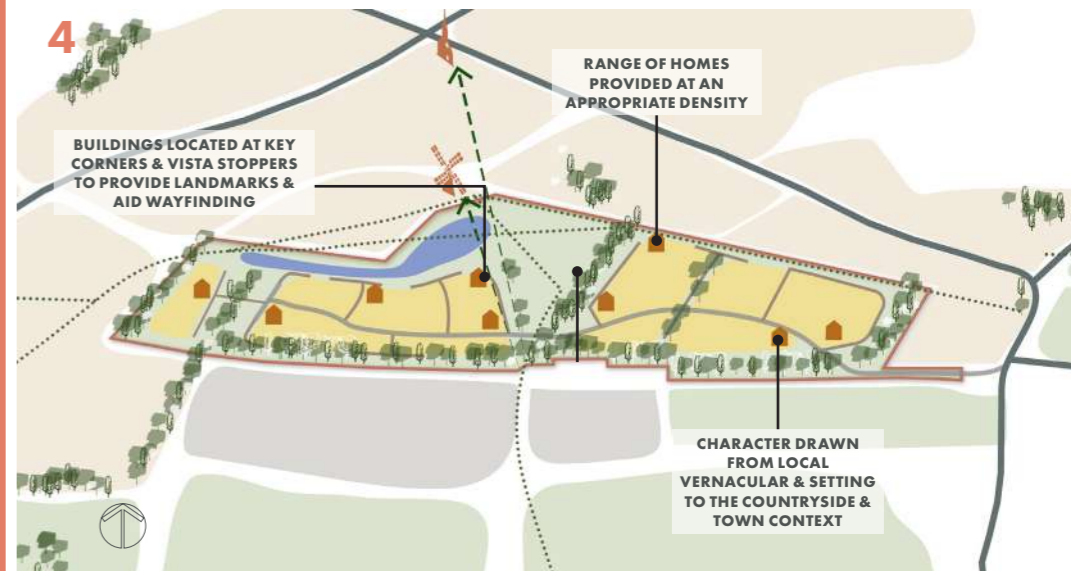 4
RANGE OF HOMES
PROVIDED AT AN
APPROPRIATE DENSITY
BUILDINGS LOCATED AT KEY
CORNERS & VISTA STOPPERS
TO PROVIDE LANDMARKS &
AID WAYFINDING
CHARACTER DRAWN
FROM LOCAL
VERNACULAR & SETTING
TO THE COUNTRYSIDE &
TOWN CONTEXT